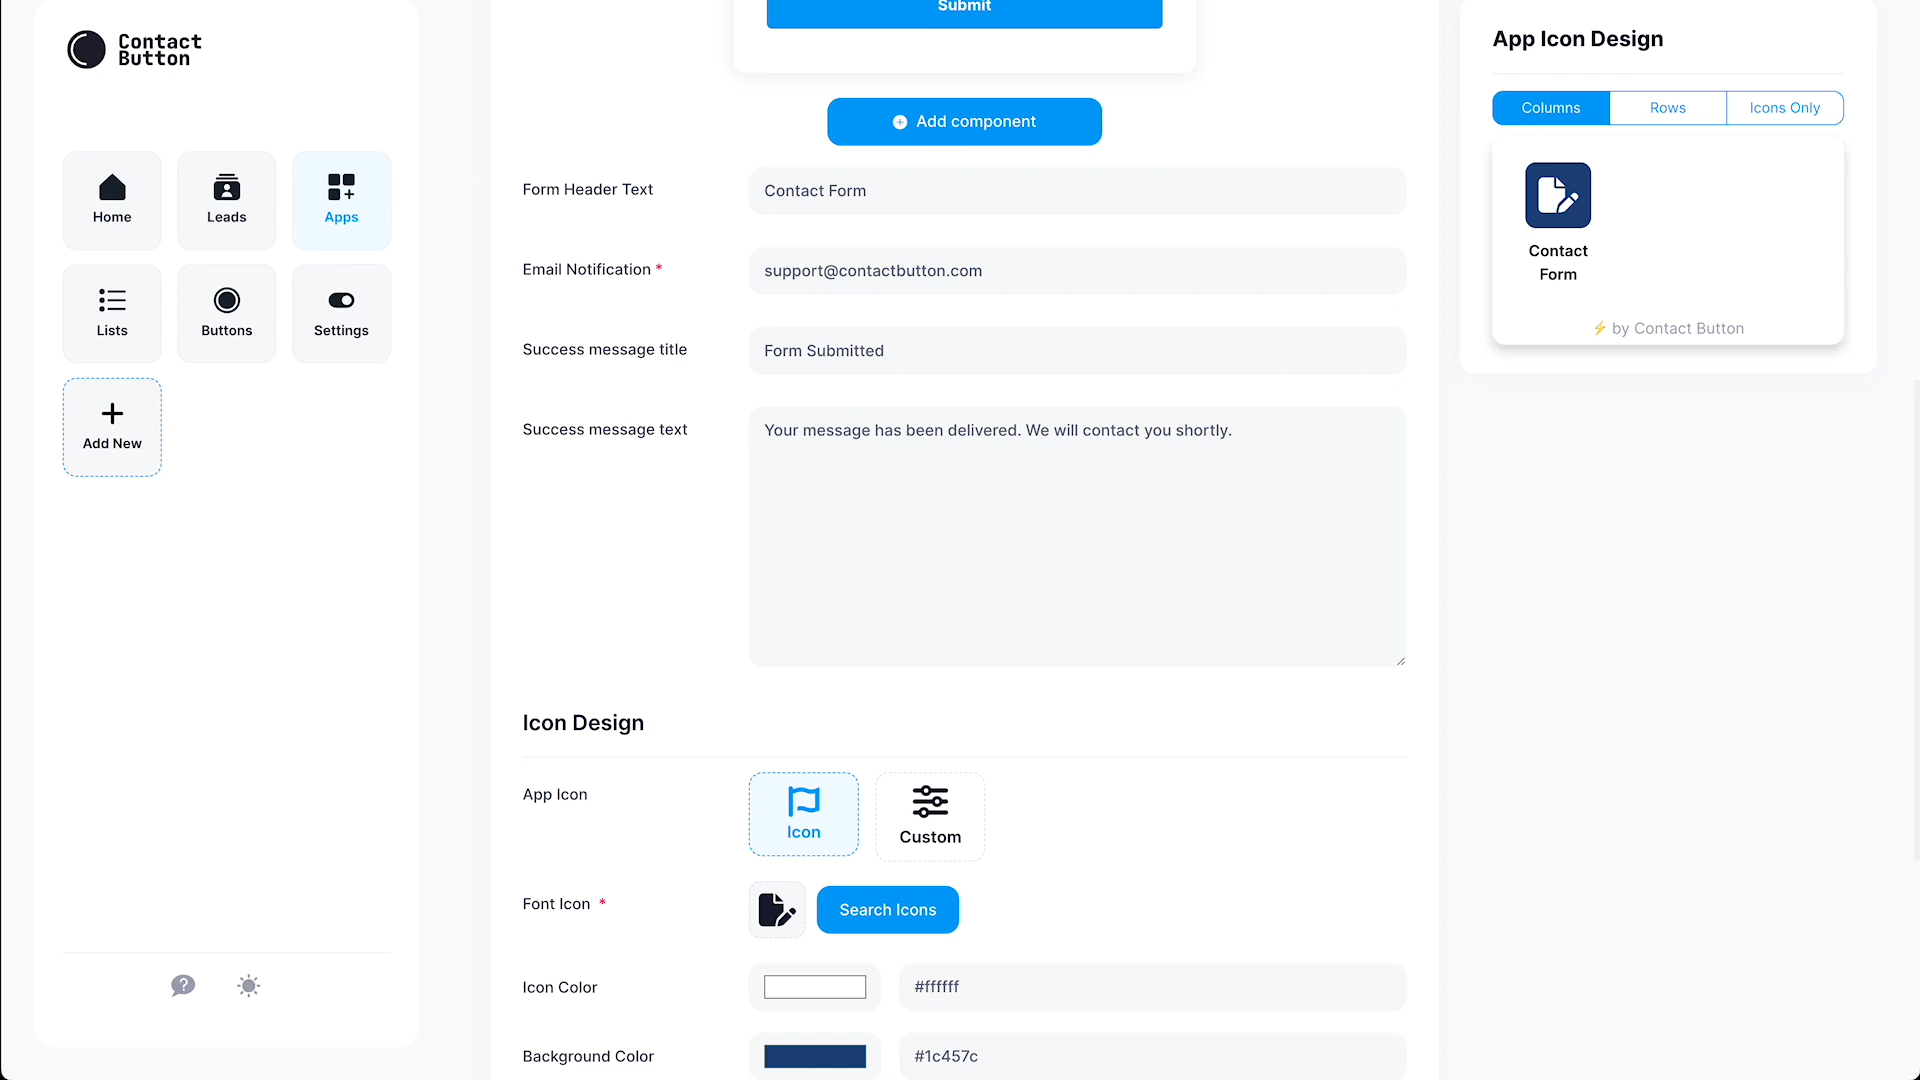 Contact
Button
Home
Leads
Apps
Lists
Buttons
Settings
Add New
Submit
Add component
Form Header Text
Contact Form
Email Notification *
support@contactbutton.com
Success message title
Form Submitted
Success message text
Your message has been delivered. We will contact you shortly.
Icon Design
App Icon
Icon
Custom
Font Icon *
Search Icons
Icon Color
#ffffff
Background Color
#1c457c
App Icon Design
Columns
Rows
Icons Only
Contact
Form
⚡ by Contact Button